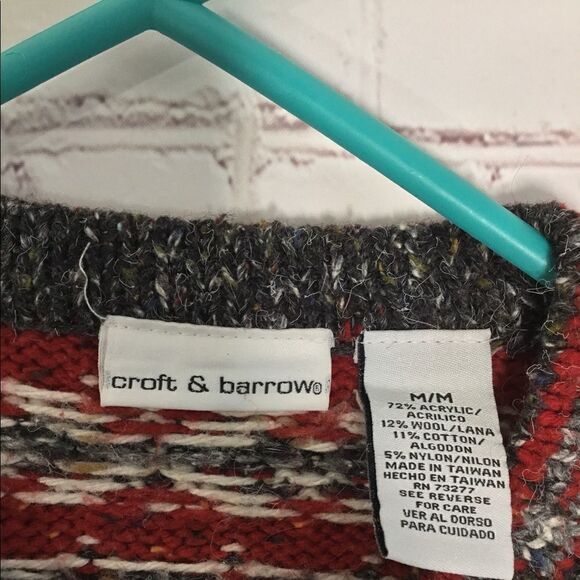 croft & barrow®
M/M
72% ACRYLIC/
ACRILICO
12% WOOL/LANA
11% COTTON/
ALGODON
5% NYLON/NILON
MADE IN TAIWAN
HECHO EN TAIWAN
RN 73277
SEE REVERSE
FOR CARE
VER AL DORSO
PARA CUIDADO